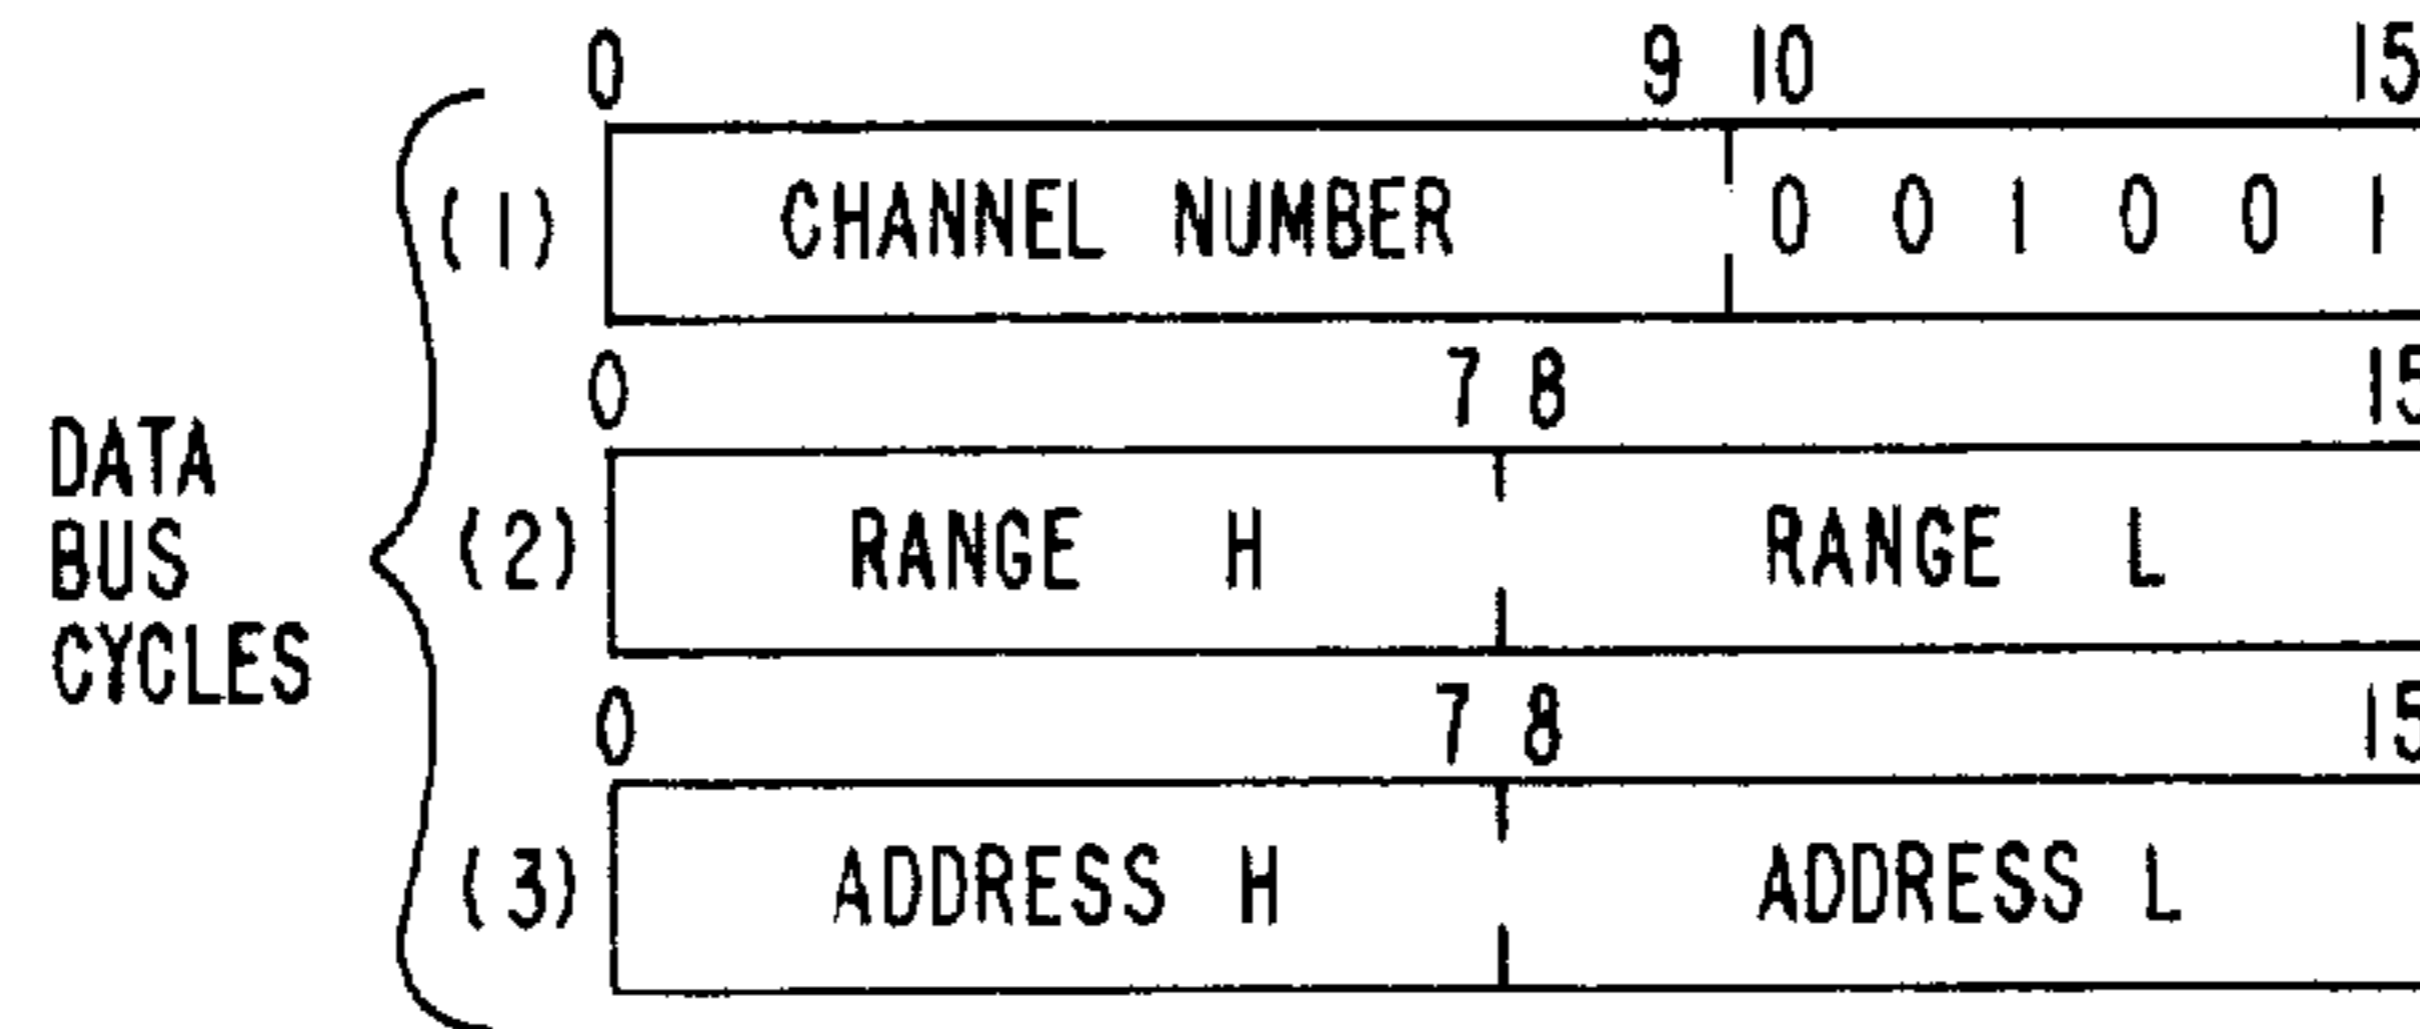 0 9 10 15
(1) CHANNEL NUMBER 0 0 1 0 0 1
0 7 8 15
DATA
BUS
CYCLES
(2) RANGE H RANGE L
0 7 8 15
(3) ADDRESS H ADDRESS L